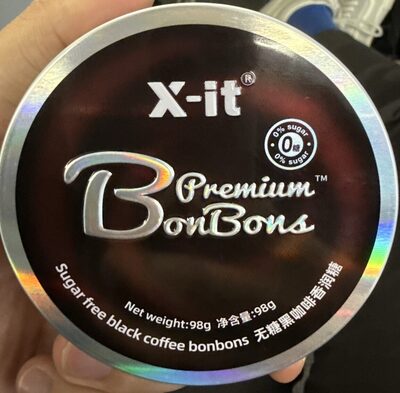 X-it®
0% sugar
0糖
0% sugar
Premium™
BonBons
Net weight:98g 净含量:98g
Sugar free black coffee bonbons 无糖黑咖啡香润糖